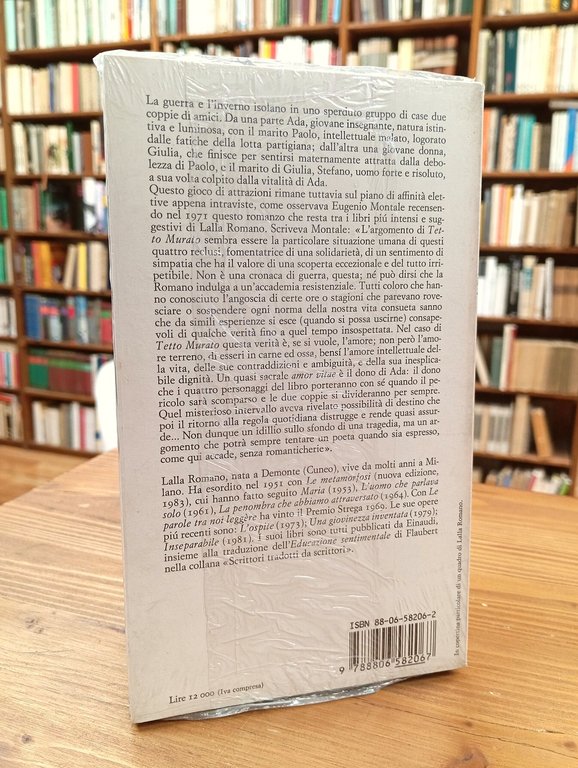 La guerra e l'inverno isolano in uno sperduto gruppo di case due
coppie di amici. Da una parte Ada, giovane insegnante, natura istin-
tiva e luminosa, con il marito Paolo, intellettuale malato, logorato
dalle fatiche della lotta partigiana; dall'altra una giovane donna,
Giulia, che finisce per sentirsi maternamente attratta dalla debo-
lezza di Paolo, e il marito di Giulia, Stefano, uomo forte e risoluto,
a sua volta colpito dalla vitalità di Ada.
Questo gioco di attrazioni rimane tuttavia sul piano di affinità elet-
tive appena intraviste, come osservava Eugenio Montale recensen-
do nel 1971 questo romanzo che resta tra i libri piú intensi e sug-
gestivi di Lalla Romano. Scriveva Montale: «L'argomento di Tet-
to Murato sembra essere la particolare situazione umana di questi
quattro reclusi, fomentatrice di una solidarietà, di un sentimento di
simpatia che ha il valore di una scoperta eccezionale e del tutto irri-
petibile. Non è una cronaca di guerra, questa; né può dirsi che la
Romano indulga a un'accademia resistenziale. Tutti coloro che han-
no conosciuto l'angoscia di certe ore o stagioni che parevano rove-
sciare o sospendere ogni norma della nostra vita consueta sanno
che da simili esperienze si esce (quando si possa uscirne) consape-
voli di qualche verità fino a quel tempo insospettata. Nel caso di
Tetto Murato questa verità è, se si vuole, l'amore; non però l'amo-
re terreno, di esseri in carne ed ossa, bensí l'amore intellettuale del-
la vita, delle sue contraddizioni e ambiguità, e della sua inesplica-
bile dignità. Un quasi sacrale amor vitae è il dono di Ada: il dono
che i quattro personaggi del libro porteranno con sé quando il pe-
ricolo sarà scomparso e le due coppie si divideranno per sempre.
Quel misterioso intervallo aveva rivelato possibilità di destino che
poi il ritorno alla regola quotidiana distrugge e rende quasi assur-
de... Non dunque un idillio sullo sfondo di una tragedia, ma un ar-
gomento che potrà sempre tentare un poeta quando sia espresso,
come qui accade, senza romanticherie».
Lalla Romano, nata a Demonte (Cuneo), vive da molti anni a Mi-
lano. Ha esordito nel 1951 con Le metamorfosi (nuova edizione,
1983), cui hanno fatto seguito Maria (1953), L'uomo che parlava
solo (1961), La penombra che abbiamo attraversato (1964). Con Le
parole tra noi leggère ha vinto il Premio Strega 1969. Le sue opere
piú recenti sono: L'ospite (1973); Una giovinezza inventata (1979);
Inseparabile (1981). I suoi libri sono tutti pubblicati da Einaudi,
insieme alla traduzione dell'Educazione sentimentale di Flaubert
nella collana «Scrittori tradotti da scrittori».
In copertina: particolare di un quadro di Lalla Romano.
ISBN 88-06-58206-2
9 788806 582067
Lire 12 000 (Iva compresa)